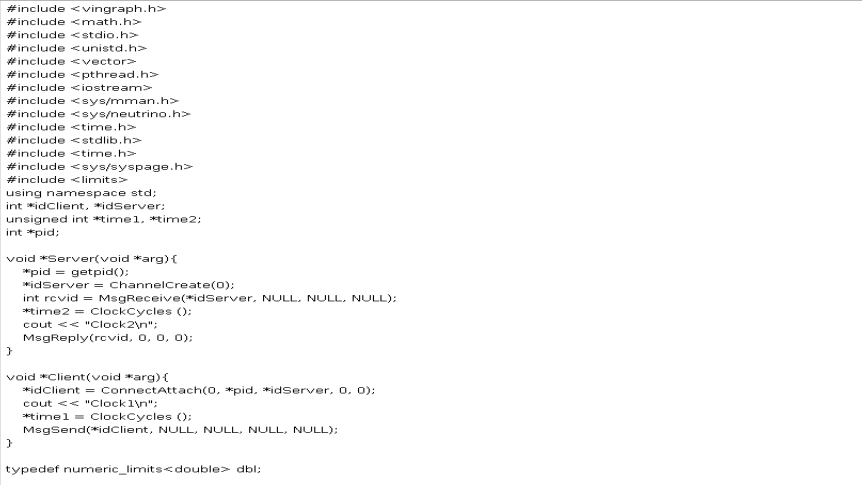 #include <vingraph.h>
#include <math.h>
#include <stdio.h>
#include <unistd.h>
#include <vector>
#include <pthread.h>
#include <iostream>
#include <sys/mman.h>
#include <sys/neutrino.h>
#include <time.h>
#include <stdlib.h>
#include <time.h>
#include <sys/syspage.h>
#include <limits>
using namespace std;
int *idClient, *idServer;
unsigned int *time1, *time2;
int *pid;

void *Server(void *arg){
    *pid = getpid();
    *idServer = ChannelCreate(0);
    int rcvid = MsgReceive(*idServer, NULL, NULL, NULL);
    *time2 = ClockCycles ();
    cout << "Clock2\n";
    MsgReply(rcvid, 0, 0, 0);
}

void *Client(void *arg){
    *idClient = ConnectAttach(0, *pid, *idServer, 0, 0);
    cout << "Clock1\n";
    *time1 = ClockCycles ();
    MsgSend(*idClient, NULL, NULL, NULL, NULL);
}

typedef numeric_limits<double> dbl;